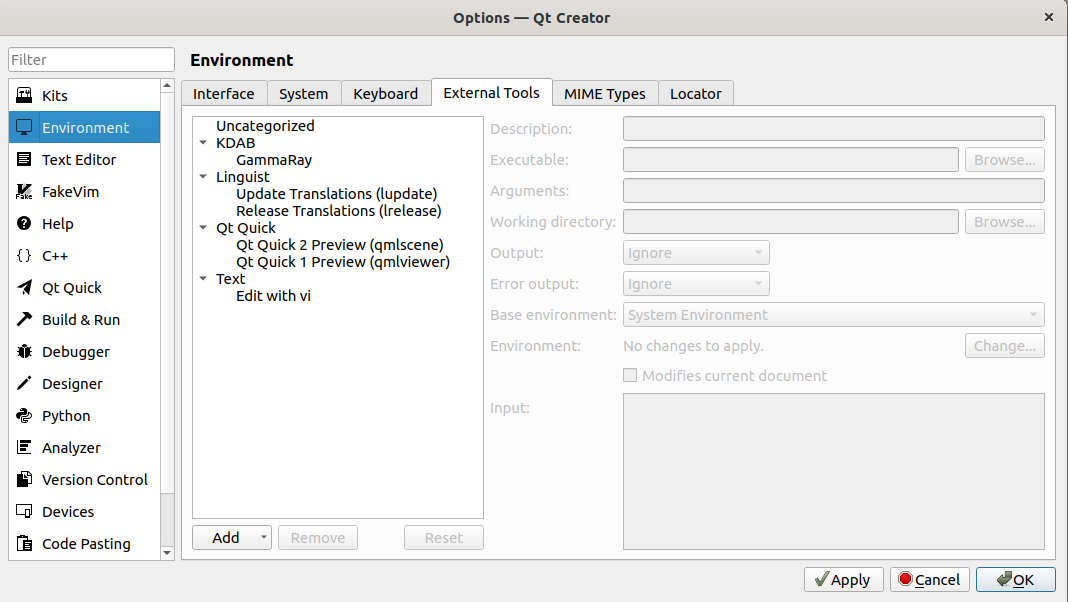 Options — Qt Creator
Filter
Kits
Environment
Text Editor
FakeVim
Help
C++
Qt Quick
Build & Run
Debugger
Designer
Python
Analyzer
Version Control
Devices
Code Pasting
Environment
Interface
System
Keyboard
External Tools
MIME Types
Locator
Uncategorized
KDAB
GammaRay
Linguist
Update Translations (lupdate)
Release Translations (lrelease)
Qt Quick
Qt Quick 2 Preview (qmlscene)
Qt Quick 1 Preview (qmlviewer)
Text
Edit with vi
Add
Remove
Reset
Description:
Executable:
Browse...
Arguments:
Working directory:
Browse...
Output:
Ignore
Error output:
Ignore
Base environment:
System Environment
Environment:
No changes to apply.
Change...
Modifies current document
Input:
Apply
Cancel
OK